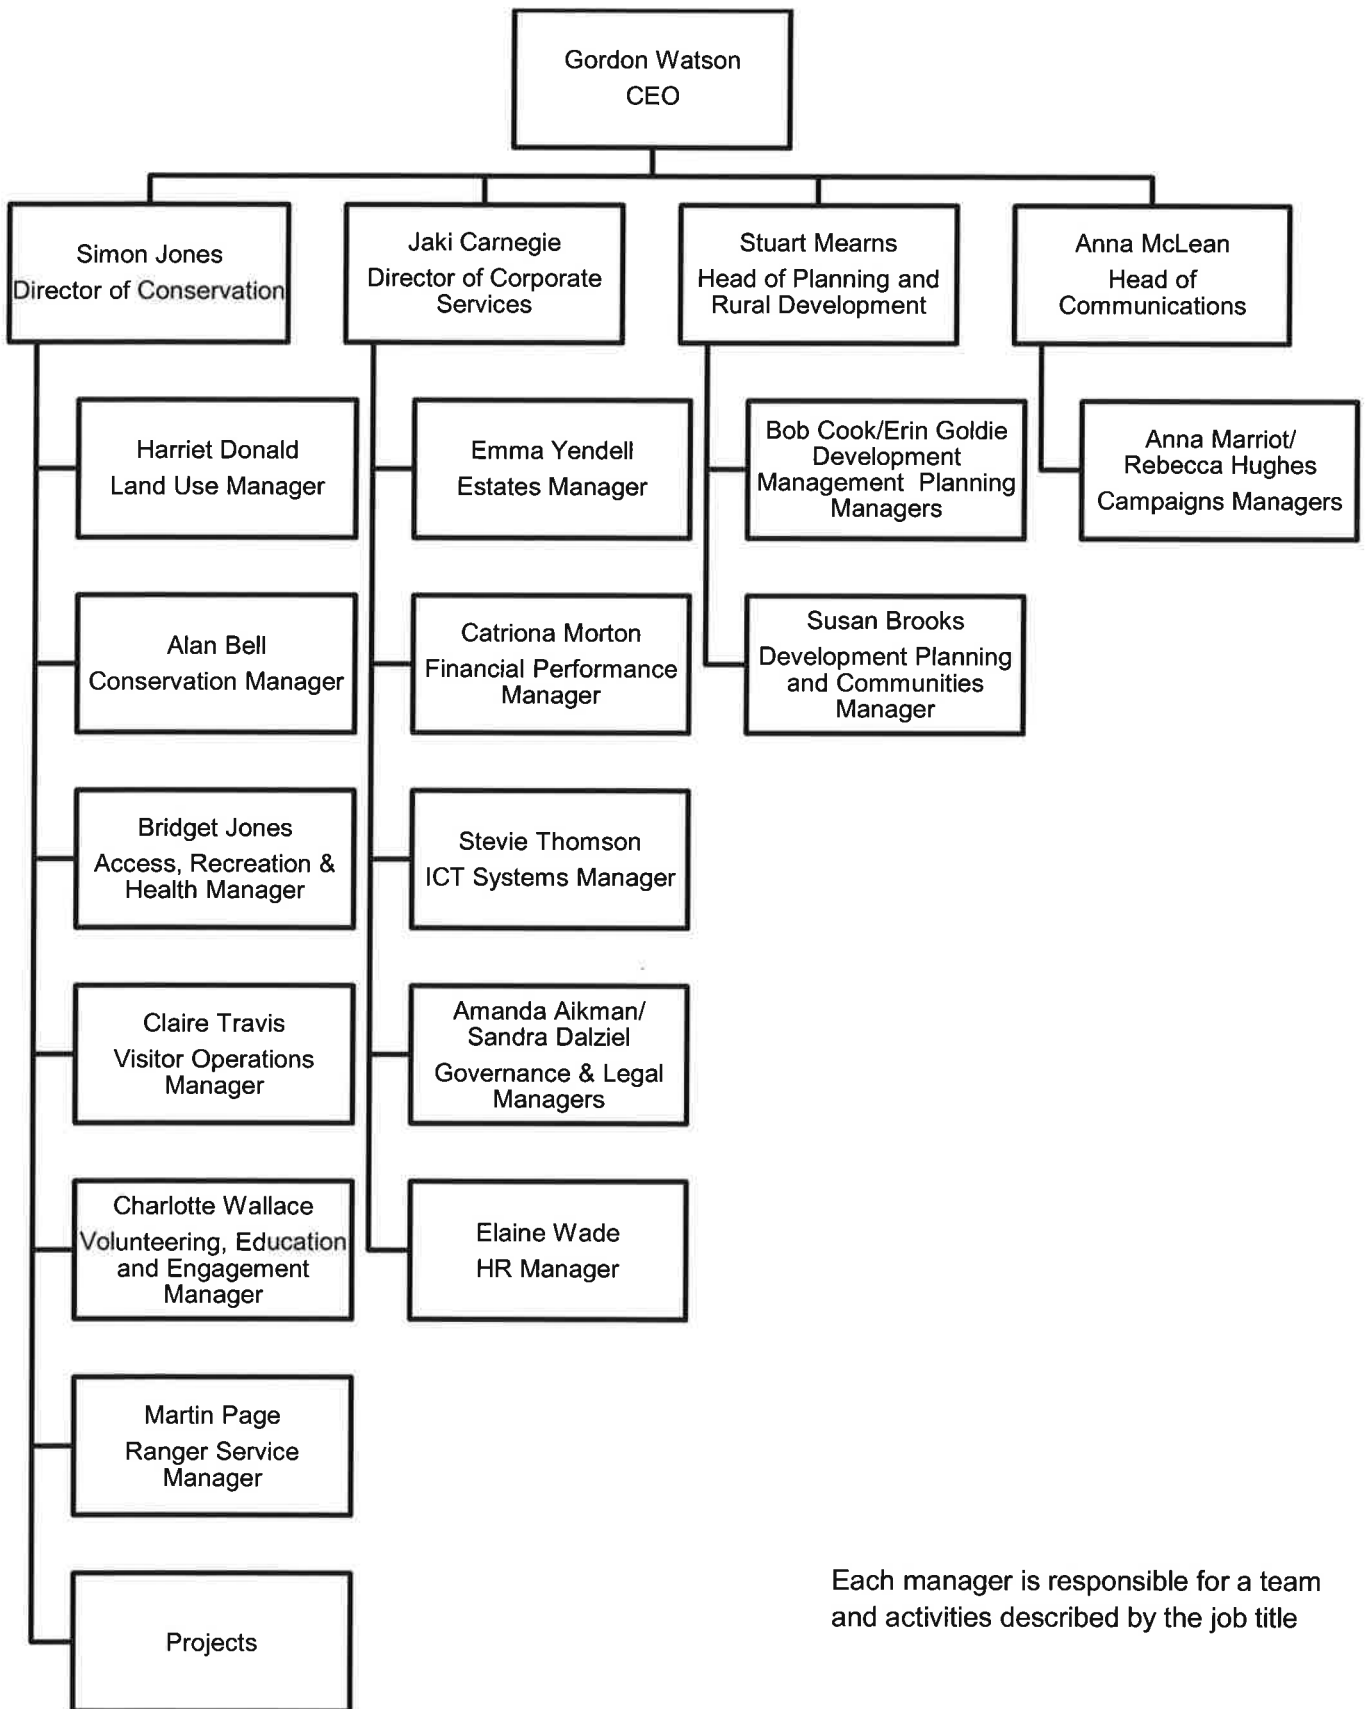 Gordon Watson
CEO
Simon Jones
Director of Conservation
Jaki Carnegie
Director of Corporate
Services
Stuart Mearns
Head of Planning and
Rural Development
Anna McLean
Head of
Communications
Harriet Donald
Land Use Manager
Alan Bell
Conservation Manager
Bridget Jones
Access, Recreation &
Health Manager
Claire Travis
Visitor Operations
Manager
Charlotte Wallace
Volunteering, Education
and Engagement
Manager
Martin Page
Ranger Service
Manager
Projects
Emma Yendell
Estates Manager
Catriona Morton
Financial Performance
Manager
Stevie Thomson
ICT Systems Manager
Amanda Aikman/
Sandra Dalziel
Governance & Legal
Managers
Elaine Wade
HR Manager
Bob Cook/Erin Goldie
Development
Management Planning
Managers
Susan Brooks
Development Planning
and Communities
Manager
Anna Marriot/
Rebecca Hughes
Campaigns Managers
Each manager is responsible for a team
and activities described by the job title